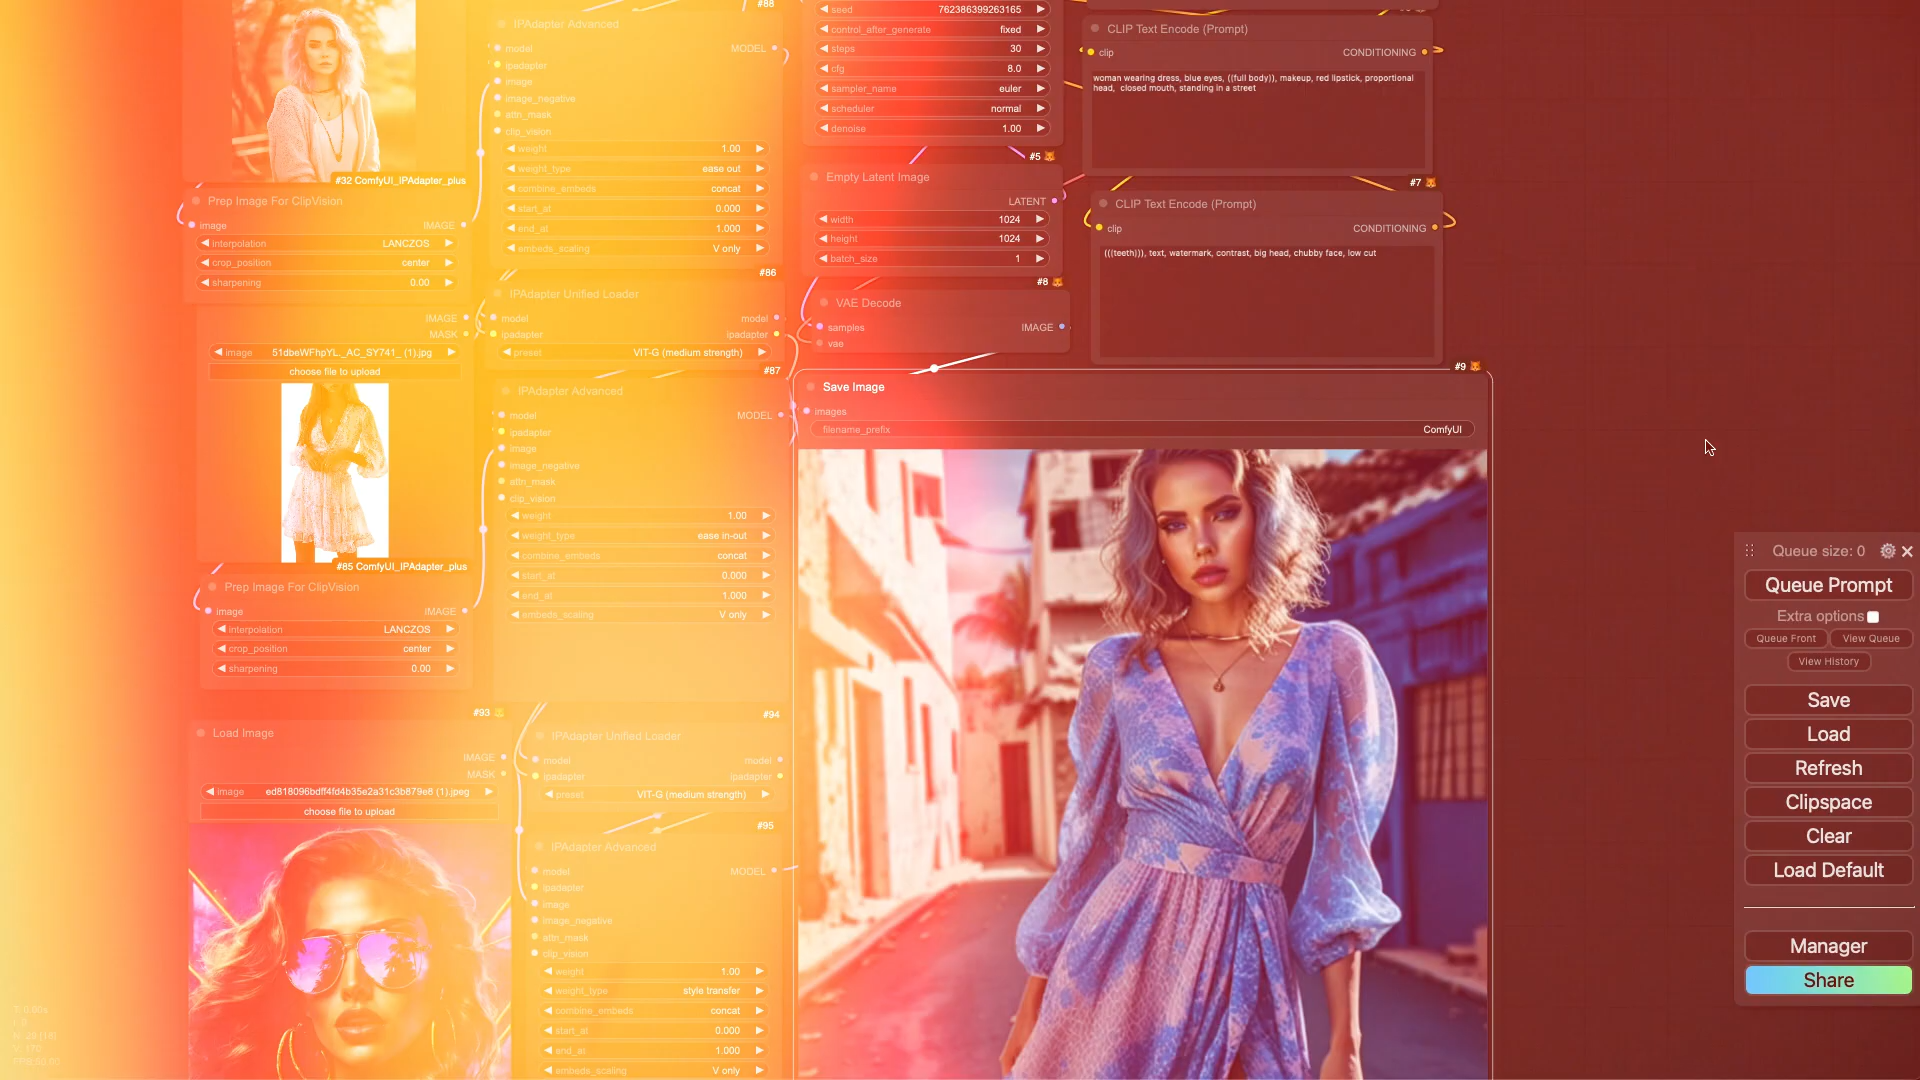 #32 ComfyUI_IPAdapter_plus
Prep Image For ClipVision
image
IMAGE
interpolation LANCZOS
crop_position center
sharpening 0.00
IMAGE
MASK
image 51dbeWFhpYL._AC_SY741_ (1).jpg
choose file to upload
#85 ComfyUI_IPAdapter_plus
Prep Image For ClipVision
image
IMAGE
interpolation LANCZOS
crop_position center
sharpening 0.00
#93
Load Image
IMAGE
MASK
image ed818096bdff4fd4b35e2a31c3b879e8 (1).jpeg
choose file to upload
#88
IPAdapter Advanced
model
MODEL
ipadapter
image
image_negative
attn_mask
clip_vision
weight 1.00
weight_type ease out
combine_embeds concat
start_at 0.000
end_at 1.000
embeds_scaling V only
#86
IPAdapter Unified Loader
model model
ipadapter ipadapter
preset VIT-G (medium strength)
#87
IPAdapter Advanced
model
MODEL
ipadapter
image
image_negative
attn_mask
clip_vision
weight 1.00
weight_type ease in-out
combine_embeds concat
start_at 0.000
end_at 1.000
embeds_scaling V only
#94
IPAdapter Unified Loader
model model
ipadapter ipadapter
preset VIT-G (medium strength)
#95
IPAdapter Advanced
model
MODEL
ipadapter
image
image_negative
attn_mask
clip_vision
weight 1.00
weight_type style transfer
combine_embeds concat
start_at 0.000
end_at 1.000
embeds_scaling V only
seed 762386399263165
control_after_generate fixed
steps 30
cfg 8.0
sampler_name euler
scheduler normal
denoise 1.00
#5
Empty Latent Image
LATENT
width 1024
height 1024
batch_size 1
#8
VAE Decode
samples
IMAGE
vae
CLIP Text Encode (Prompt)
clip
CONDITIONING
woman wearing dress, blue eyes, ((full body)), makeup, red lipstick, proportional
head, closed mouth, standing in a street
#7
CLIP Text Encode (Prompt)
clip
CONDITIONING
(((teeth))), text, watermark, contrast, big head, chubby face, low cut
#9
Save Image
images
filename_prefix ComfyUI
Queue size: 0
Queue Prompt
Extra options
Queue Front View Queue
View History
Save
Load
Refresh
Clipspace
Clear
Load Default
Manager
Share